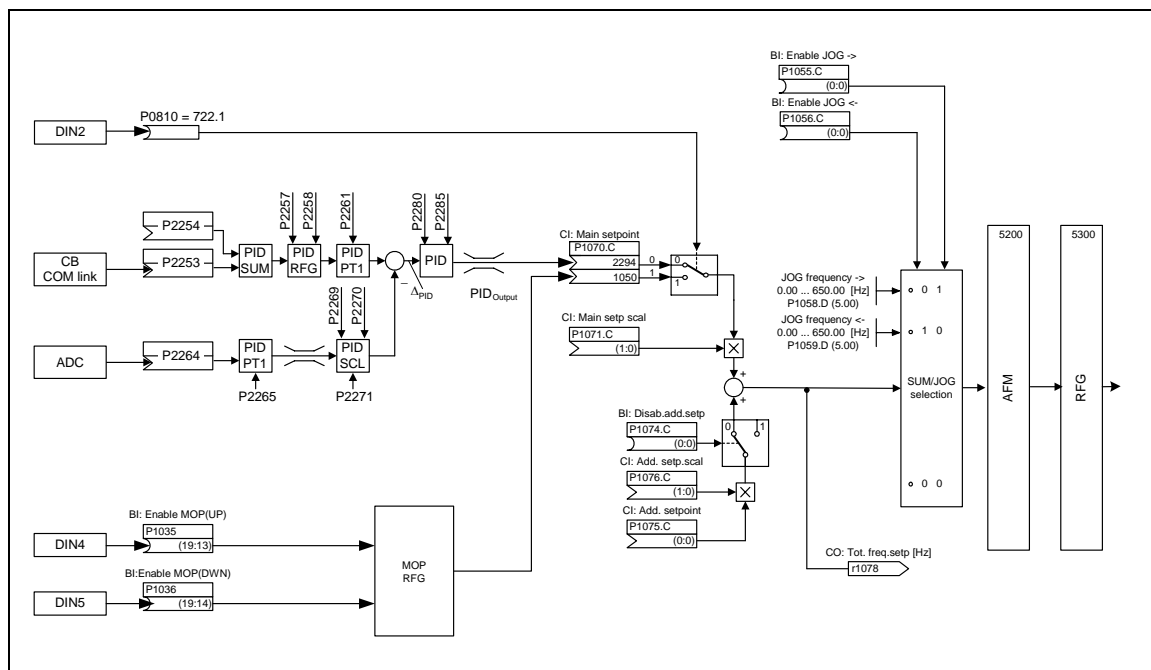 BI: Enable JOG ->
P1055.C
(0:0)
BI: Enable JOG <-
P1056.C
(0:0)
DIN2
P0810 = 722.1
P2257
P2258
P2261
P2280
P2285
P2254
CB
COM link
P2253
PID
SUM
PID
RFG
PID
PT1
–
ΔPID
PID
PIDOutput
CI: Main setpoint
P1070.C
2294
1050
0
1
0
1
P2269
P2270
ADC
P2264
PID
PT1
PID
SCL
P2265
P2271
CI: Main setp scal
P1071.C
(1:0)
X
+
+
BI: Disab.add.setp
P1074.C
(0:0)
0
1
CI: Add. setp.scal
P1076.C
(1:0)
X
CI: Add. setpoint
P1075.C
(0:0)
JOG frequency ->
0.00 ... 650.00 [Hz]
P1058.D (5.00)
JOG frequency <-
0.00 ... 650.00 [Hz]
P1059.D (5.00)
0 1
1 0
SUM/JOG
selection
0 0
5200
AFM
5300
RFG
CO: Tot. freq.setp [Hz]
r1078
BI: Enable MOP(UP)
DIN4
P1035
(19:13)
BI:Enable MOP(DWN)
DIN5
P1036
(19:14)
MOP
RFG